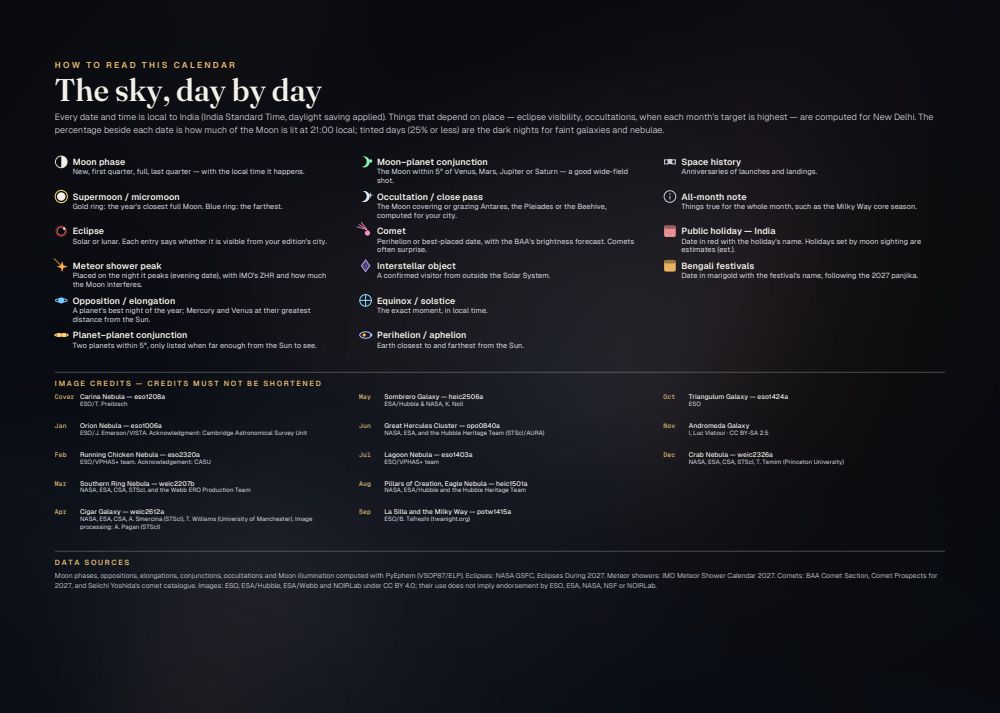 HOW TO READ THIS CALENDAR
The sky, day by day
Every date and time is local to India (India Standard Time, daylight saving applied). Things that depend on place — eclipse visibility, occultations, when each month's target is highest — are computed for New Delhi. The
percentage beside each date is how much of the Moon is lit at 21:00 local; tinted days (25% or less) are the dark nights for faint galaxies and nebulae.
Moon phase
New, first quarter, full, last quarter — with the local time it happens.
Supermoon / micromoon
Gold ring: the year's closest full Moon. Blue ring: the farthest.
Eclipse
Solar or lunar. Each entry says whether it is visible from your edition's city.
Meteor shower peak
Placed on the night it peaks (evening date), with IMO's ZHR and how much
the Moon interferes.
Opposition / elongation
A planet's best night of the year; Mercury and Venus at their greatest
distance from the Sun.
Planet–planet conjunction
Two planets within 5°, only listed when far enough from the Sun to see.
Moon–planet conjunction
The Moon within 5° of Venus, Mars, Jupiter or Saturn — a good wide-field
shot.
Occultation / close pass
The Moon covering or grazing Antares, the Pleiades or the Beehive,
computed for your city.
Comet
Perihelion or best-placed date, with the BAA's brightness forecast. Comets
often surprise.
Interstellar object
A confirmed visitor from outside the Solar System.
Equinox / solstice
The exact moment, in local time.
Perihelion / aphelion
Earth closest to and farthest from the Sun.
Space history
Anniversaries of launches and landings.
All-month note
Things true for the whole month, such as the Milky Way core season.
Public holiday — India
Date in red with the holiday's name. Holidays set by moon sighting are
estimates (est.).
Bengali festivals
Date in marigold with the festival's name, following the 2027 panjika.
IMAGE CREDITS — CREDITS MUST NOT BE SHORTENED
Cover Carina Nebula — eso1208a
ESO/T. Preibisch
Jan Orion Nebula — eso1006a
ESO/J. Emerson/VISTA. Acknowledgment: Cambridge Astronomical Survey Unit
Feb Running Chicken Nebula — eso2320a
ESO/VPHAS+ team. Acknowledgement: CASU
Mar Southern Ring Nebula — weic2207b
NASA, ESA, CSA, STScI, and the Webb ERO Production Team
Apr Cigar Galaxy — weic2612a
NASA, ESA, CSA, A. Smercina (STScI), T. Williams (University of Manchester). Image
processing: A. Pagan (STScI)
May Sombrero Galaxy — heic2506a
ESA/Hubble & NASA, K. Noll
Jun Great Hercules Cluster — opo0840a
NASA, ESA, and the Hubble Heritage Team (STScI/AURA)
Jul Lagoon Nebula — eso1403a
ESO/VPHAS+ team
Aug Pillars of Creation, Eagle Nebula — heic1501a
NASA, ESA/Hubble and the Hubble Heritage Team
Sep La Silla and the Milky Way — potw1415a
ESO/B. Tafreshi (twanight.org)
Oct Triangulum Galaxy — eso1424a
ESO
Nov Andromeda Galaxy
I, Luc Viatour · CC BY-SA 2.5
Dec Crab Nebula — weic2326a
NASA, ESA, CSA, STScI, T. Temim (Princeton University)
DATA SOURCES
Moon phases, oppositions, elongations, conjunctions, occultations and Moon illumination computed with PyEphem (VSOP87/ELP). Eclipses: NASA GSFC, Eclipses During 2027. Meteor showers: IMO Meteor Shower Calendar 2027. Comets: BAA Comet Section, Comet Prospects for
2027, and Seiichi Yoshida's comet catalogue. Images: ESO, ESA/Hubble, ESA/Webb and NOIRLab under CC BY 4.0; their use does not imply endorsement by ESO, ESA, NASA, NSF or NOIRLab.